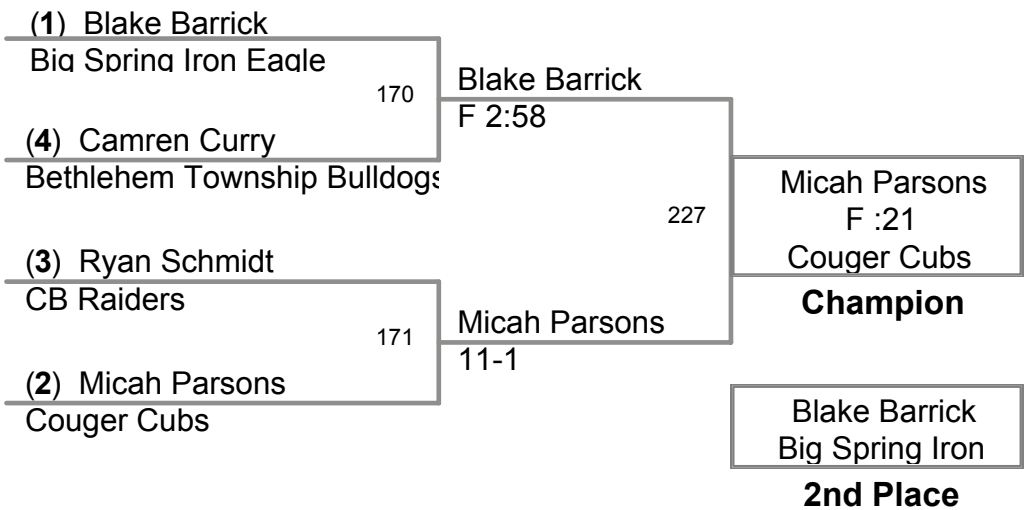 (1) Blake Barrick
Big Spring Iron Eagle
170
Blake Barrick
F 2:58
(4) Camren Curry
Bethlehem Township Bulldogs
227
Micah Parsons
F :21
Couger Cubs
Champion
(3) Ryan Schmidt
CB Raiders
171
Micah Parsons
11-1
(2) Micah Parsons
Couger Cubs
Blake Barrick
Big Spring Iron
2nd Place